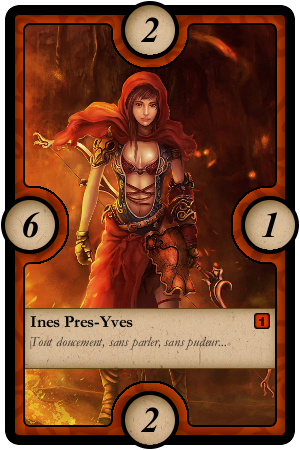 2
6
1
Ines Pres-Yves 1
Tout doucement, sans parler, sans pudeur...
2